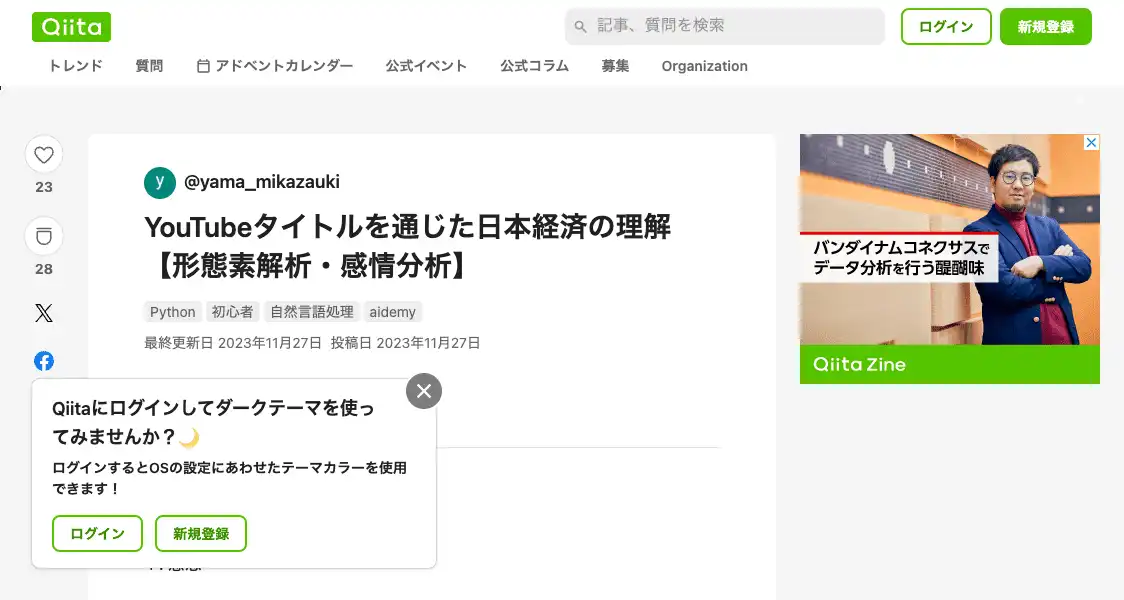 Qiita
記事、質問を検索
ログイン
新規登録
トレンド
質問
アドベントカレンダー
公式イベント
公式コラム
募集
Organization
23
28
y
@yama_mikazauki
YouTubeタイトルを通じた日本経済の理解
【形態素解析・感情分析】
Python
初心者
自然言語処理
aidemy
最終更新日 2023年11月27日 投稿日 2023年11月27日
バンダイナムコネクサスで
データ分析を行う醍醐味
Qiita Zine
Qiitaにログインしてダークテーマを使っ
てみませんか？🌙
ログインするとOSの設定にあわせたテーマカラーを使用
できます！
ログイン
新規登録